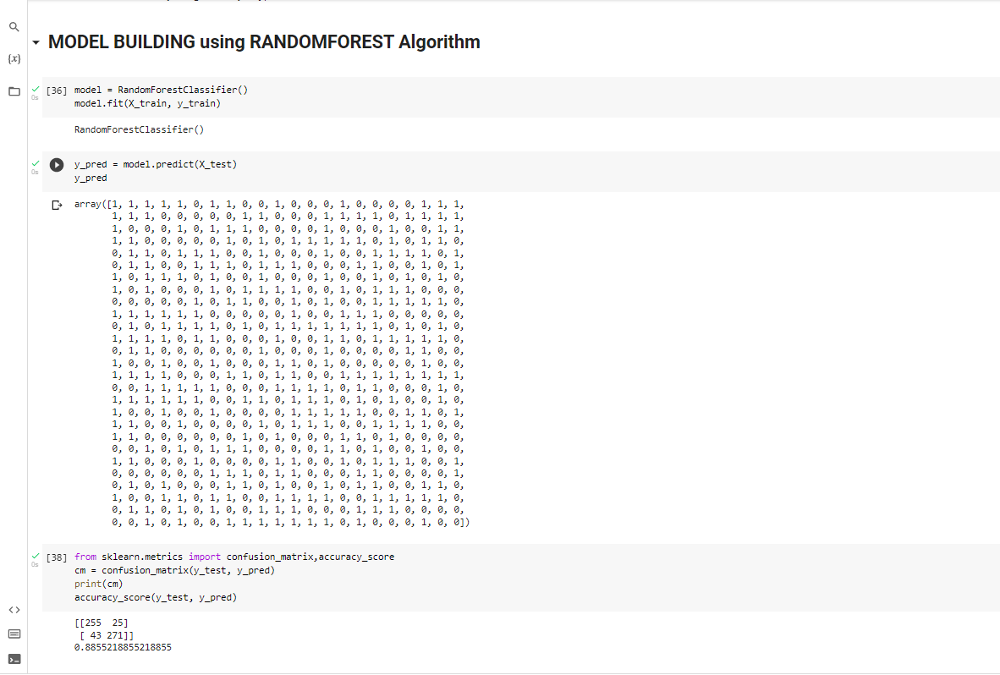 MODEL BUILDING using RANDOMFOREST Algorithm
{x}
[36] model = RandomForestClassifier()
0s
model.fit(X_train, y_train)
RandomForestClassifier()
y_pred = model.predict(X_test)
0s
y_pred
array([1, 1, 1, 1, 1, 0, 1, 1, 0, 0, 1, 0, 0, 0, 1, 0, 0, 0, 0, 1, 1, 1,
1, 1, 1, 0, 0, 0, 0, 0, 1, 1, 0, 0, 0, 1, 1, 1, 1, 0, 1, 1, 1, 1,
1, 0, 0, 0, 1, 0, 1, 1, 1, 0, 0, 0, 0, 1, 0, 0, 0, 1, 0, 0, 1, 1,
1, 1, 0, 0, 0, 0, 0, 1, 0, 1, 0, 1, 1, 1, 1, 1, 0, 1, 0, 1, 1, 0,
0, 1, 1, 0, 1, 1, 1, 0, 0, 1, 0, 0, 0, 1, 0, 0, 1, 1, 1, 1, 0, 1,
0, 1, 1, 0, 0, 1, 1, 1, 0, 1, 1, 1, 0, 0, 0, 1, 1, 0, 0, 1, 0, 1,
1, 0, 1, 1, 1, 0, 1, 0, 0, 1, 0, 0, 0, 1, 0, 0, 1, 0, 1, 0, 1, 0,
1, 0, 1, 0, 0, 0, 1, 0, 1, 1, 1, 1, 0, 0, 1, 0, 1, 1, 1, 0, 0, 0,
0, 0, 0, 0, 0, 1, 0, 1, 1, 0, 0, 1, 0, 1, 0, 0, 1, 1, 1, 1, 1, 0,
1, 1, 1, 1, 1, 1, 0, 0, 0, 0, 0, 1, 0, 0, 1, 1, 1, 0, 0, 0, 0, 0,
0, 1, 0, 1, 1, 1, 1, 0, 1, 0, 1, 1, 1, 1, 1, 1, 1, 0, 1, 0, 1, 0,
1, 1, 1, 1, 0, 1, 1, 0, 0, 0, 1, 0, 0, 1, 1, 0, 1, 1, 1, 1, 1, 0,
0, 1, 1, 0, 0, 0, 0, 0, 0, 1, 0, 0, 0, 1, 0, 0, 0, 0, 1, 1, 0, 0,
1, 0, 0, 1, 0, 0, 1, 0, 0, 0, 1, 1, 0, 1, 0, 0, 0, 0, 0, 1, 0, 0,
1, 1, 1, 1, 0, 0, 0, 1, 1, 0, 1, 1, 0, 0, 1, 1, 1, 1, 1, 1, 1, 1,
0, 0, 1, 1, 1, 1, 1, 0, 0, 0, 1, 1, 1, 1, 0, 1, 1, 0, 0, 0, 1, 0,
1, 1, 1, 1, 1, 1, 0, 0, 1, 1, 0, 1, 1, 1, 0, 1, 0, 1, 0, 0, 1, 0,
1, 0, 0, 1, 0, 0, 1, 0, 0, 0, 0, 1, 1, 1, 1, 1, 0, 0, 1, 1, 0, 1,
1, 1, 0, 0, 1, 0, 0, 0, 0, 1, 0, 1, 1, 1, 0, 0, 1, 1, 1, 1, 0, 0,
1, 1, 0, 0, 0, 0, 0, 0, 1, 0, 1, 0, 0, 0, 1, 1, 0, 1, 0, 0, 0, 0,
0, 0, 1, 0, 1, 0, 1, 1, 1, 0, 0, 0, 0, 1, 1, 0, 1, 0, 0, 1, 0, 0,
1, 1, 0, 0, 0, 1, 0, 0, 0, 0, 1, 1, 0, 0, 1, 0, 1, 1, 1, 0, 0, 1,
0, 0, 0, 0, 0, 0, 1, 1, 1, 0, 1, 1, 0, 0, 0, 1, 1, 0, 0, 0, 0, 1,
0, 1, 0, 1, 0, 0, 0, 1, 1, 0, 1, 0, 0, 1, 0, 1, 1, 0, 0, 1, 1, 0,
1, 0, 0, 1, 1, 0, 1, 1, 0, 0, 1, 1, 1, 1, 0, 0, 1, 1, 1, 1, 1, 0,
0, 1, 1, 0, 1, 0, 1, 0, 0, 1, 1, 1, 0, 0, 0, 1, 1, 1, 0, 0, 0, 0,
0, 0, 1, 0, 1, 0, 0, 1, 1, 1, 1, 1, 1, 1, 0, 1, 0, 0, 0, 1, 0, 0])
[38] from sklearn.metrics import confusion_matrix,accuracy_score
0s
cm = confusion_matrix(y_test, y_pred)
print(cm)
accuracy_score(y_test, y_pred)
[[255 25]
[ 43 271]]
0.8855218855218855